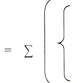 = Σ ( {